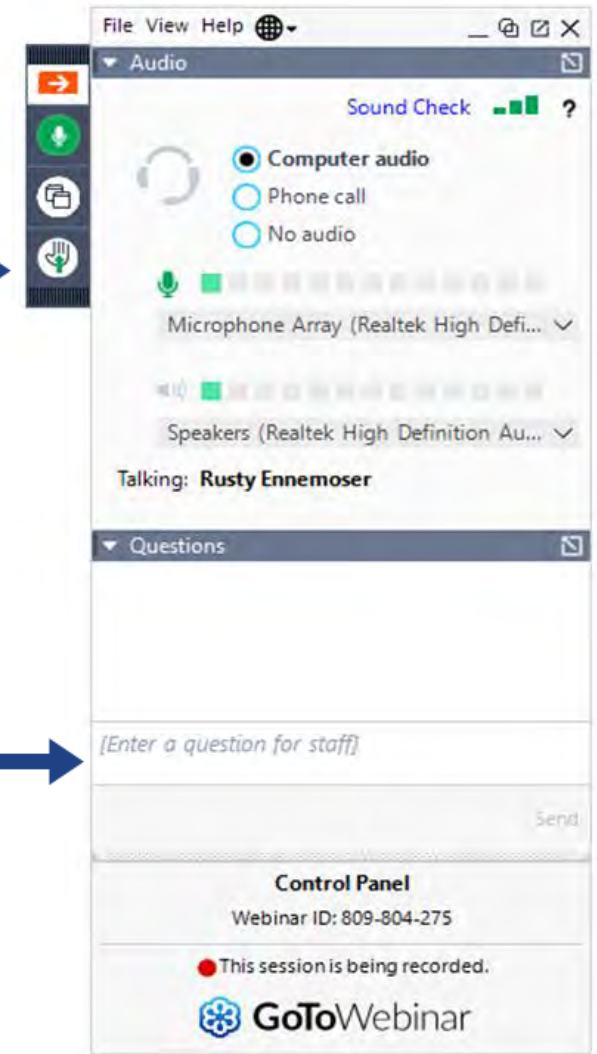 File View Help
Audio
Sound Check ?
Computer audio
Phone call
No audio
Microphone Array (Realtek High Defi...
Speakers (Realtek High Definition Au...
Talking: Rusty Ennemoser
Questions
[Enter a question for staff]
Send
Control Panel
Webinar ID: 809-804-275
This session is being recorded.
GoToWebinar